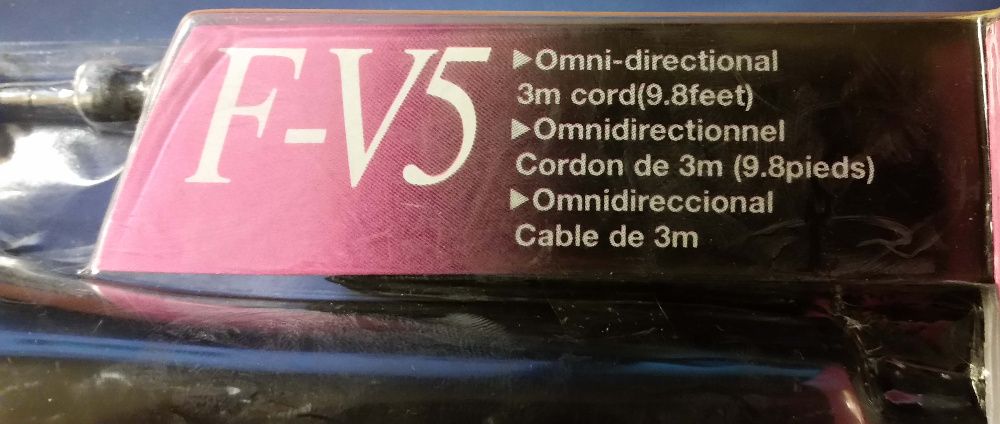 F-V5
▶Omni-directional
3m cord(9.8feet)
▶Omnidirectionnel
Cordon de 3m (9.8pieds)
▶Omnidireccional
Cable de 3m